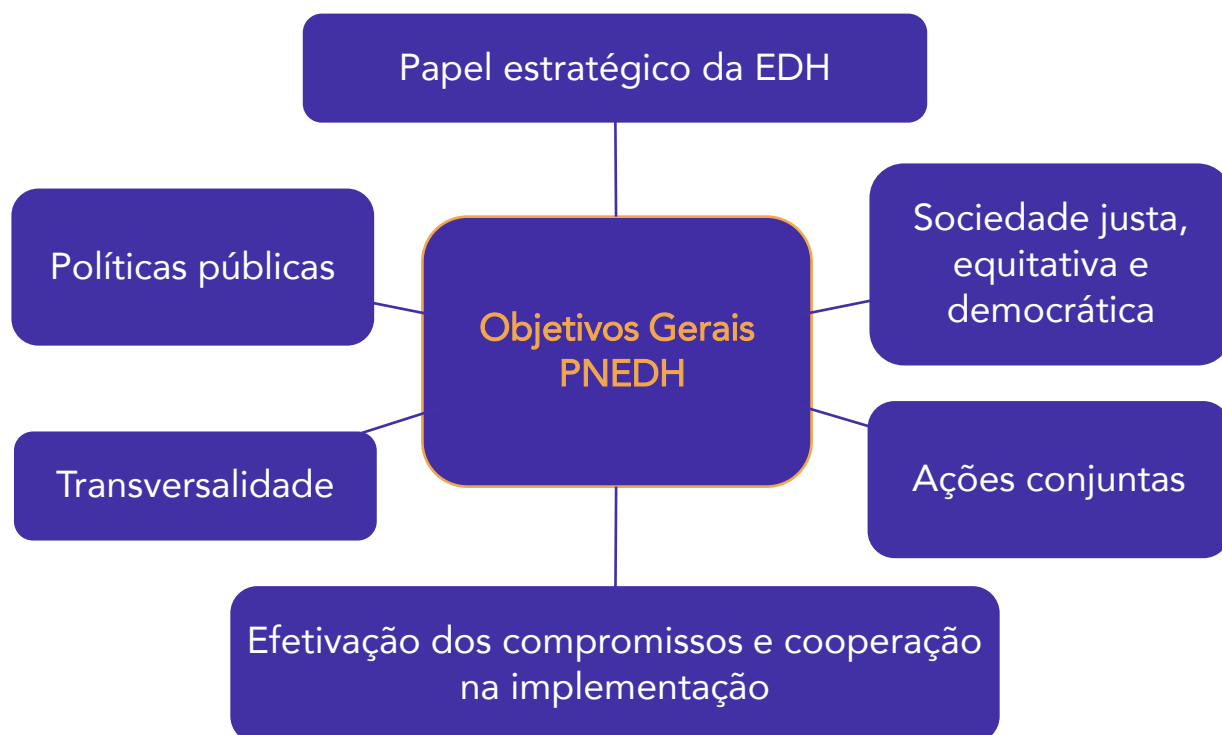 Papel estratégico da EDH
Políticas públicas
Sociedade justa,
equitativa e
democrática
Objetivos Gerais
PNEDH
Transversalidade
Ações conjuntas
Efetivação dos compromissos e cooperação
na implementação